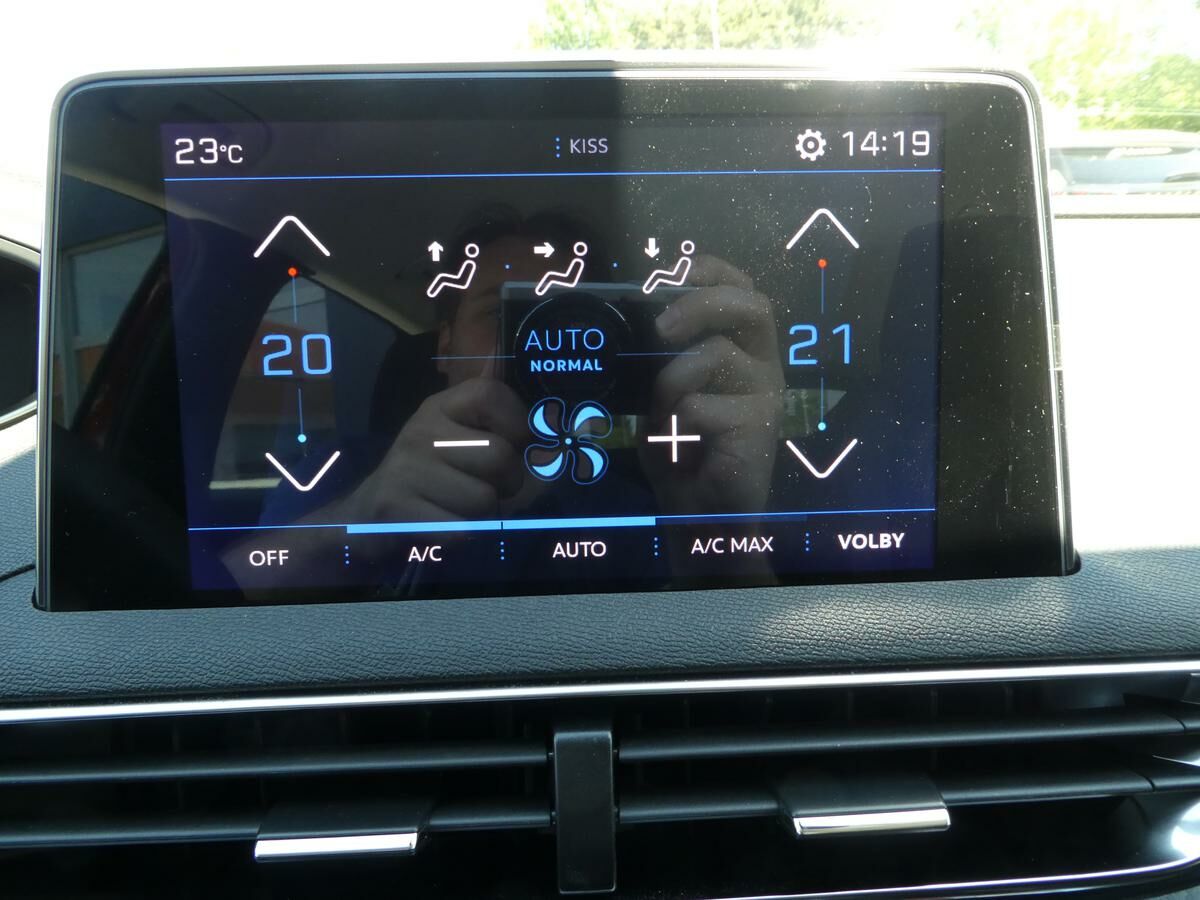 23°C
KISS
14:19
20
AUTO
NORMAL
21
OFF
A/C
AUTO
A/C MAX
VOLBY